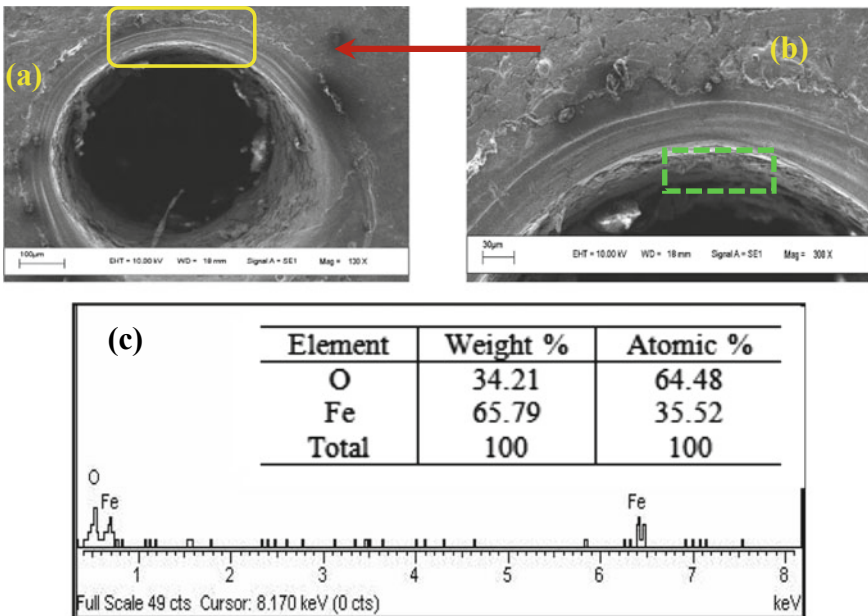 (a)
(b)
100µm EHT = 10.00 kV WD = 18 mm Signal A = SE1 Mag = 130 X
30µm EHT = 10.00 kV WD = 18 mm Signal A = SE1 Mag = 300 X
(c)
Element Weight % Atomic %
O 34.21 64.48
Fe 65.79 35.52
Total 100 100
O
Fe
Fe
1 2 3 4 5 6 7 8
Full Scale 49 cts Cursor: 8.170 keV (0 cts) keV